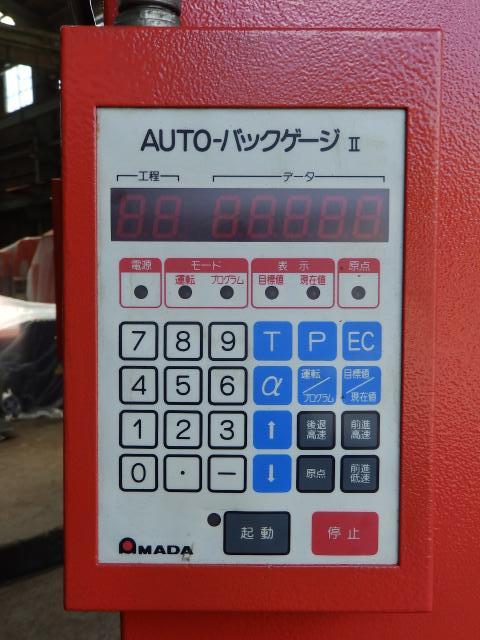 AUTO-バックゲージ II
工程 データ
電源 モード 表示 原点
運転 プログラム 目標値 現在値
7 8 9 T P EC
4 5 6 α 運転/プログラム 目標値/現在値
1 2 3 ↑ 後退高速 前進高速
0 · − ↓ 原点 前進低速
起動 停止
AMADA